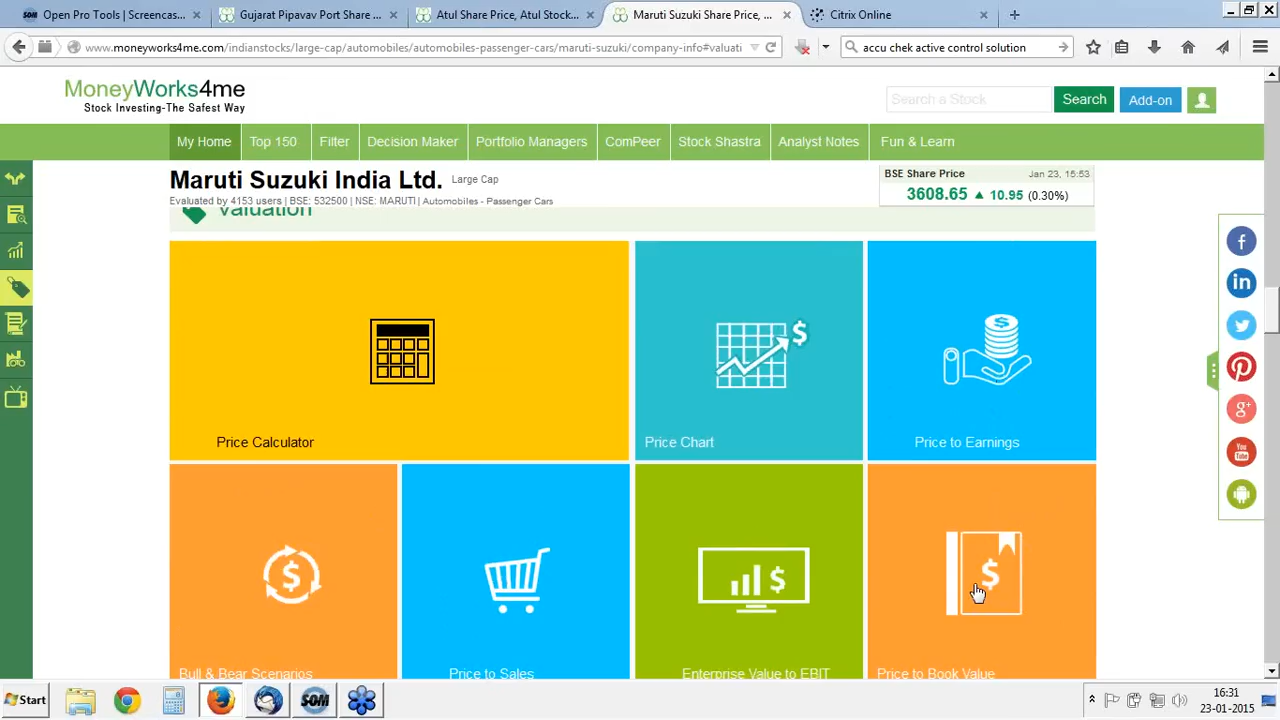 Open Pro Tools | Screencas...
Gujarat Pipavav Port Share ...
Atul Share Price, Atul Stock...
Maruti Suzuki Share Price, ...
Citrix Online
www.moneyworks4me.com/indianstocks/large-cap/automobiles/automobiles-passenger-cars/maruti-suzuki/company-info#valuati
accu chek active control solution
MoneyWorks4me
Stock Investing-The Safest Way
Search a Stock
Search
Add-on
My Home
Top 150
Filter
Decision Maker
Portfolio Managers
ComPeer
Stock Shastra
Analyst Notes
Fun & Learn
Maruti Suzuki India Ltd. Large Cap
Evaluated by 4153 users | BSE: 532500 | NSE: MARUTI | Automobiles - Passenger Cars
BSE Share Price Jan 23, 15:53
3608.65 ▲ 10.95 (0.30%)
Valuation
Price Calculator
Price Chart
Price to Earnings
Bull & Bear Scenarios
Price to Sales
Enterprise Value to EBIT
Price to Book Value
You
Tube
Start
SOM
16:31
23-01-2015